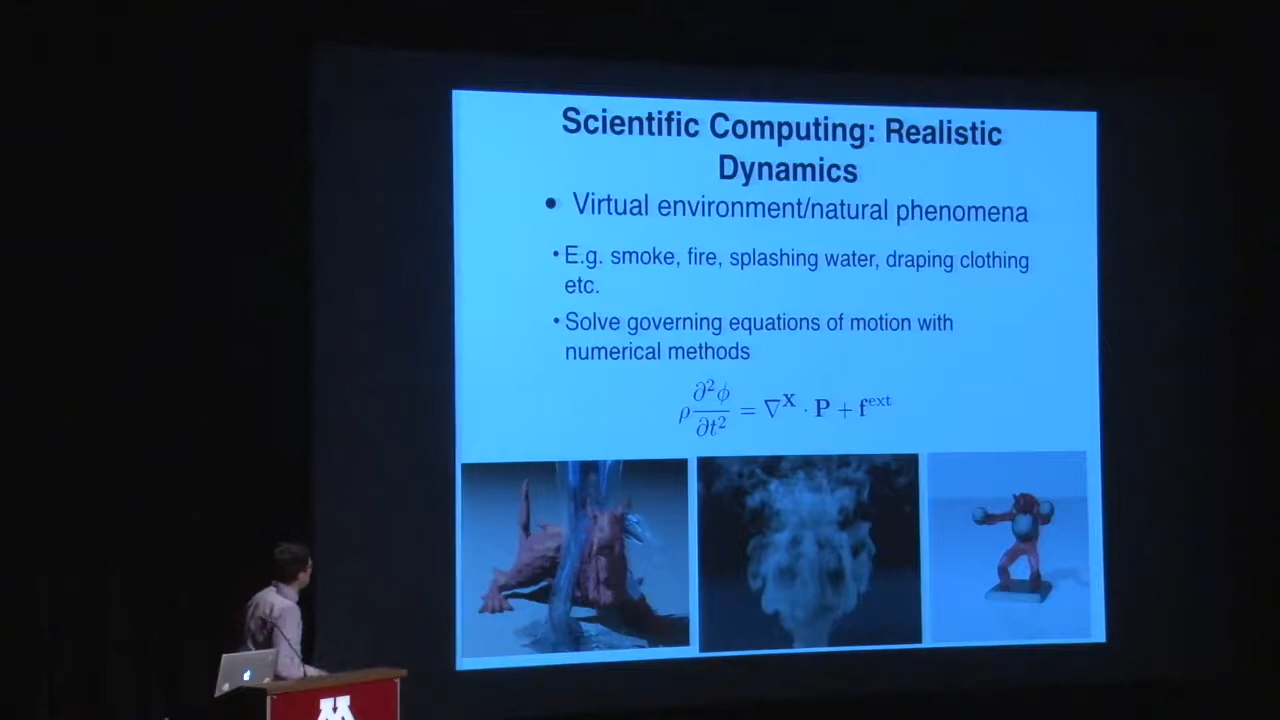 Scientific Computing: Realistic
Dynamics
• Virtual environment/natural phenomena
• E.g. smoke, fire, splashing water, draping clothing
etc.
• Solve governing equations of motion with
numerical methods
ρ ∂²ϕ/∂t² = ∇^X · P + f^ext
M